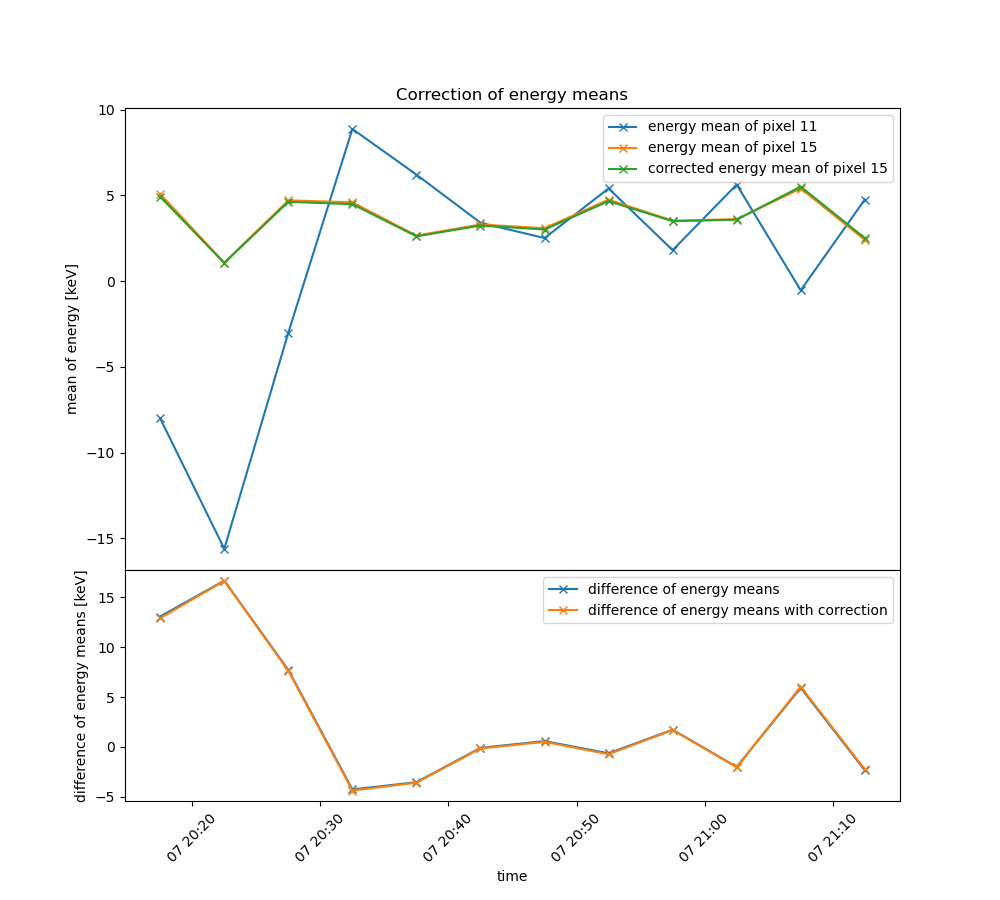 Correction of energy means
10
5
0
−5
−10
−15
mean of energy [keV]
energy mean of pixel 11
energy mean of pixel 15
corrected energy mean of pixel 15
15
10
5
0
−5
difference of energy means [keV]
difference of energy means
difference of energy means with correction
07 20:20
07 20:30
07 20:40
07 20:50
07 21:00
07 21:10
time